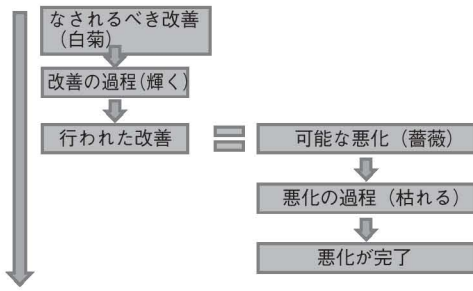 なされるべき改善
（白菊）
改善の過程（輝く）
行われた改善
可能な悪化（薔薇）
悪化の過程（枯れる）
悪化が完了